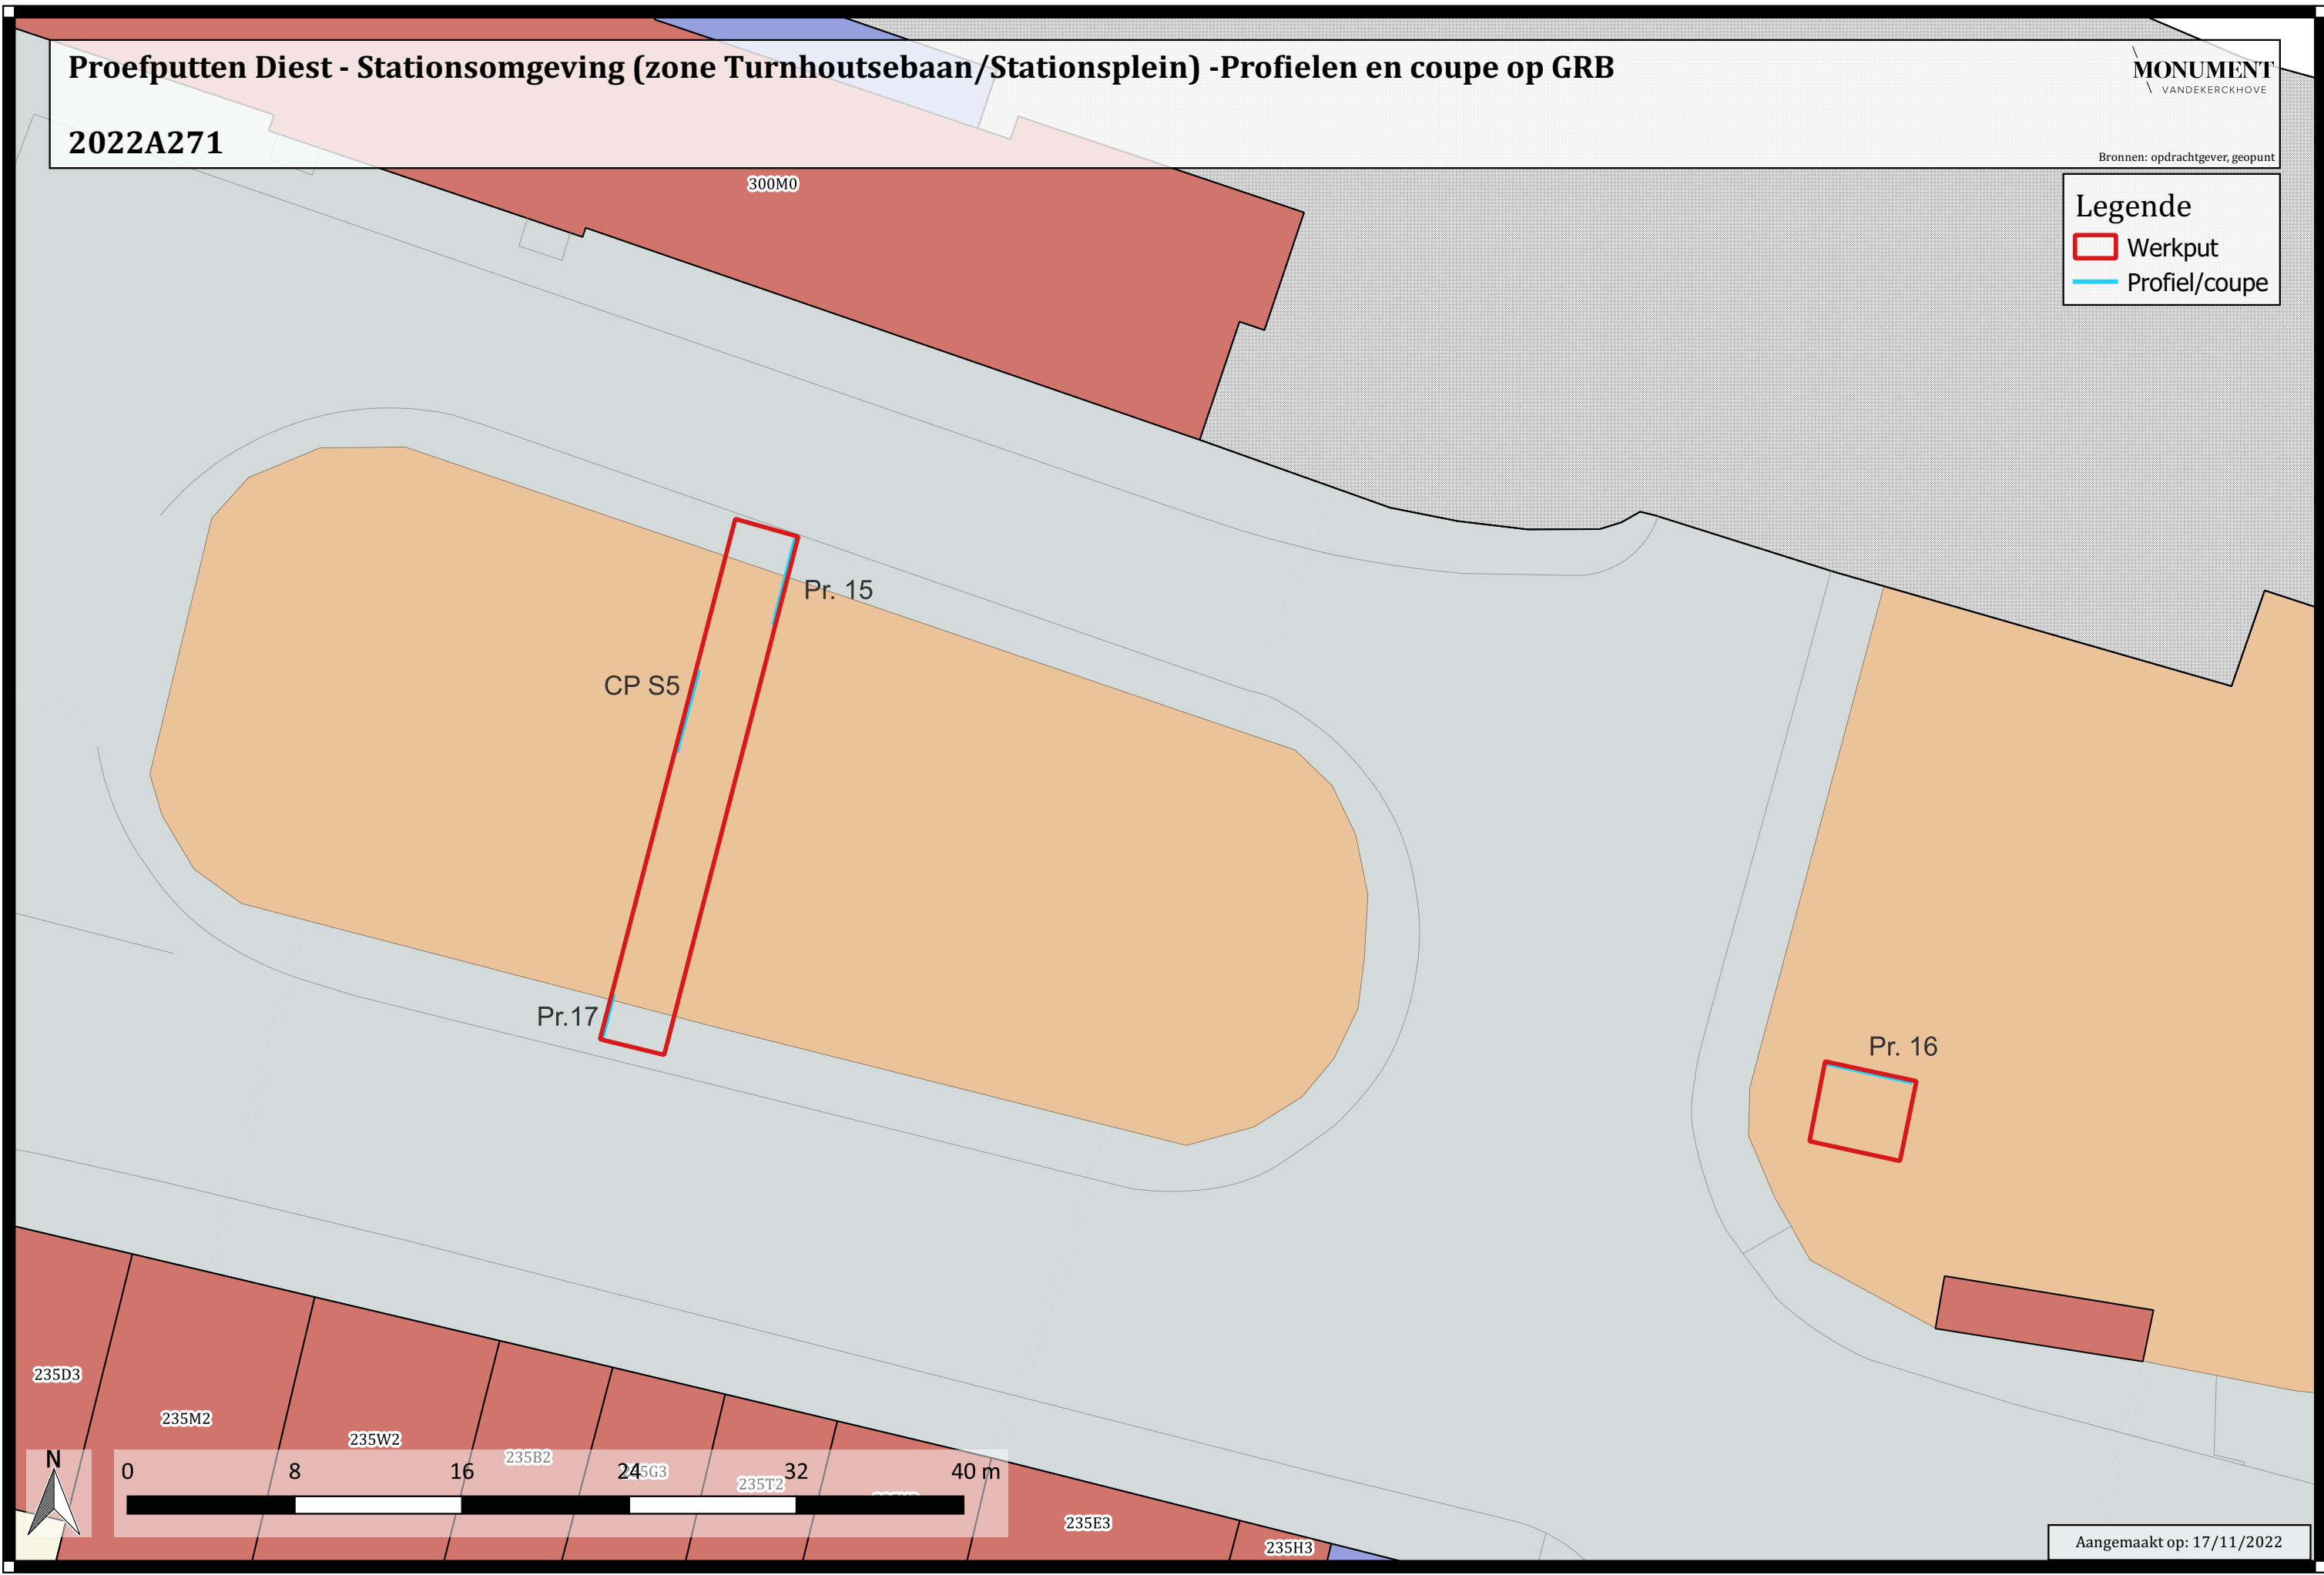 Proefputten Diest - Stationsomgeving (zone Turnhoutsebaan/Stationsplein) -Profielen en coupe op GRB
MONUMENT
VANDEKERCKHOVE
2022A271
Bronnen: opdrachtgever, geopunt
300M0
Legende
Werkput
Profiel/coupe
Pr. 15
CP S5
Pr.17
Pr. 16
235D3
235M2
235W2
235B2
235T2
235E3
235H3
N
0 8 16 24 32 40 m
Aangemaakt op: 17/11/2022